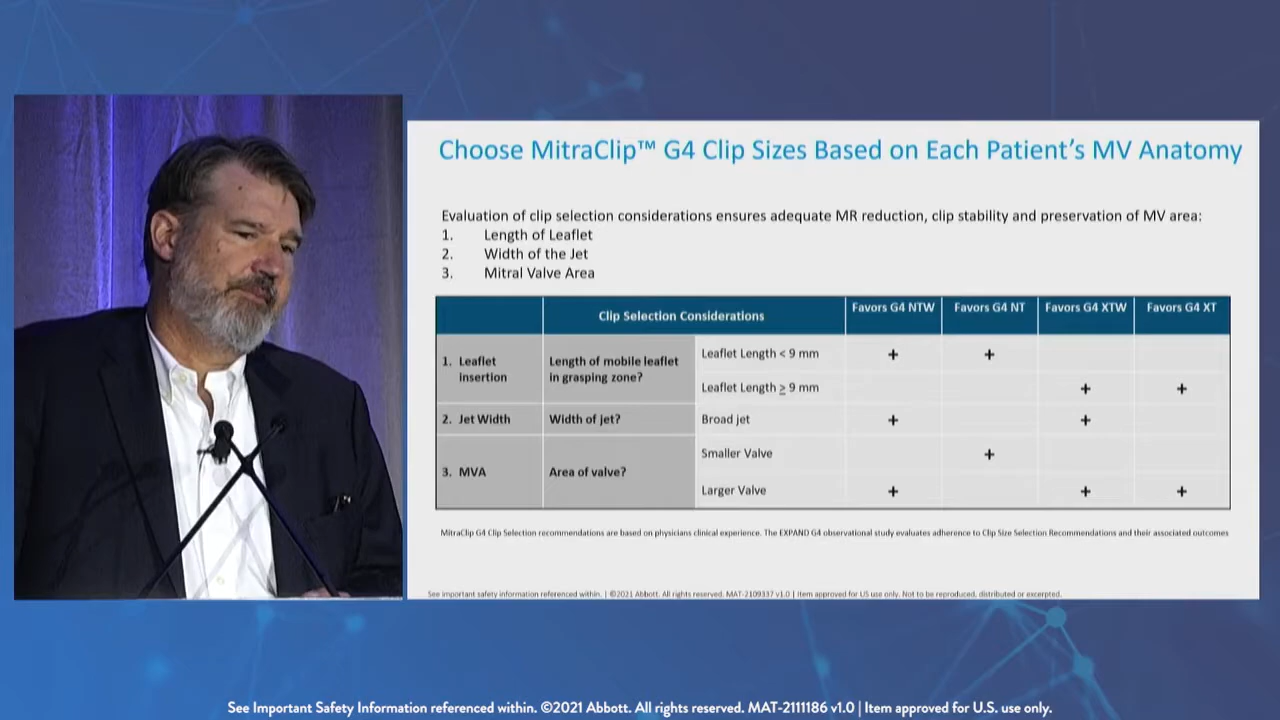 Choose MitraClip™ G4 Clip Sizes Based on Each Patient's MV Anatomy
Evaluation of clip selection considerations ensures adequate MR reduction, clip stability and preservation of MV area:
1. Length of Leaflet
2. Width of the Jet
3. Mitral Valve Area
Clip Selection Considerations Favors G4 NTW Favors G4 NT Favors G4 XTW Favors G4 XT
1. Leaflet insertion Length of mobile leaflet in grasping zone? Leaflet Length < 9 mm + +
Leaflet Length ≥ 9 mm + +
2. Jet Width Width of jet? Broad jet + +
3. MVA Area of valve? Smaller Valve +
Larger Valve + + +
MitraClip G4 Clip Selection recommendations are based on physicians clinical experience. The EXPAND G4 observational study evaluates adherence to Clip Size Selection Recommendations and their associated outcomes
See important safety information referenced within. | ©2021 Abbott. All rights reserved. MAT-2109337 v1.0 | Item approved for US use only. Not to be reproduced, distributed or excerpted.
See Important Safety Information referenced within. ©2021 Abbott. All rights reserved. MAT-2111186 v1.0 | Item approved for U.S. use only.